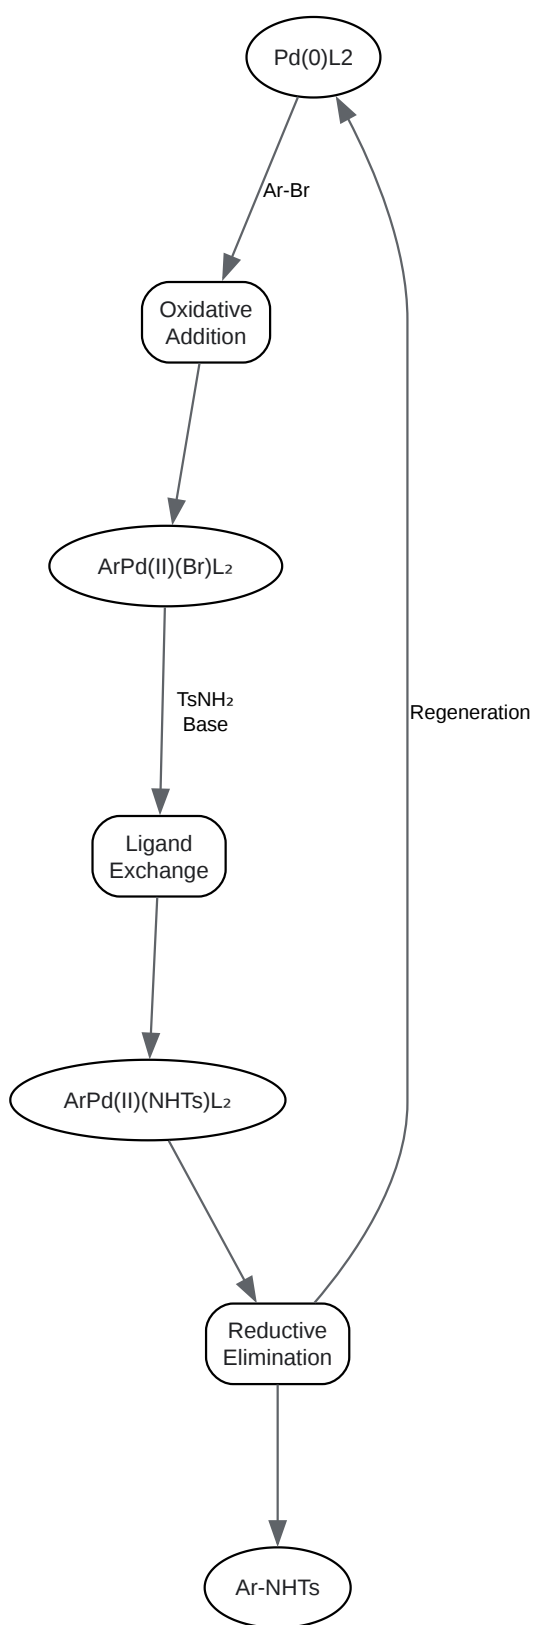 Pd(0)L2
Ar-Br
Oxidative
Addition
ArPd(II)(Br)L₂
TsNH₂
Base
Regeneration
Ligand
Exchange
ArPd(II)(NHTs)L₂
Reductive
Elimination
Ar-NHTs